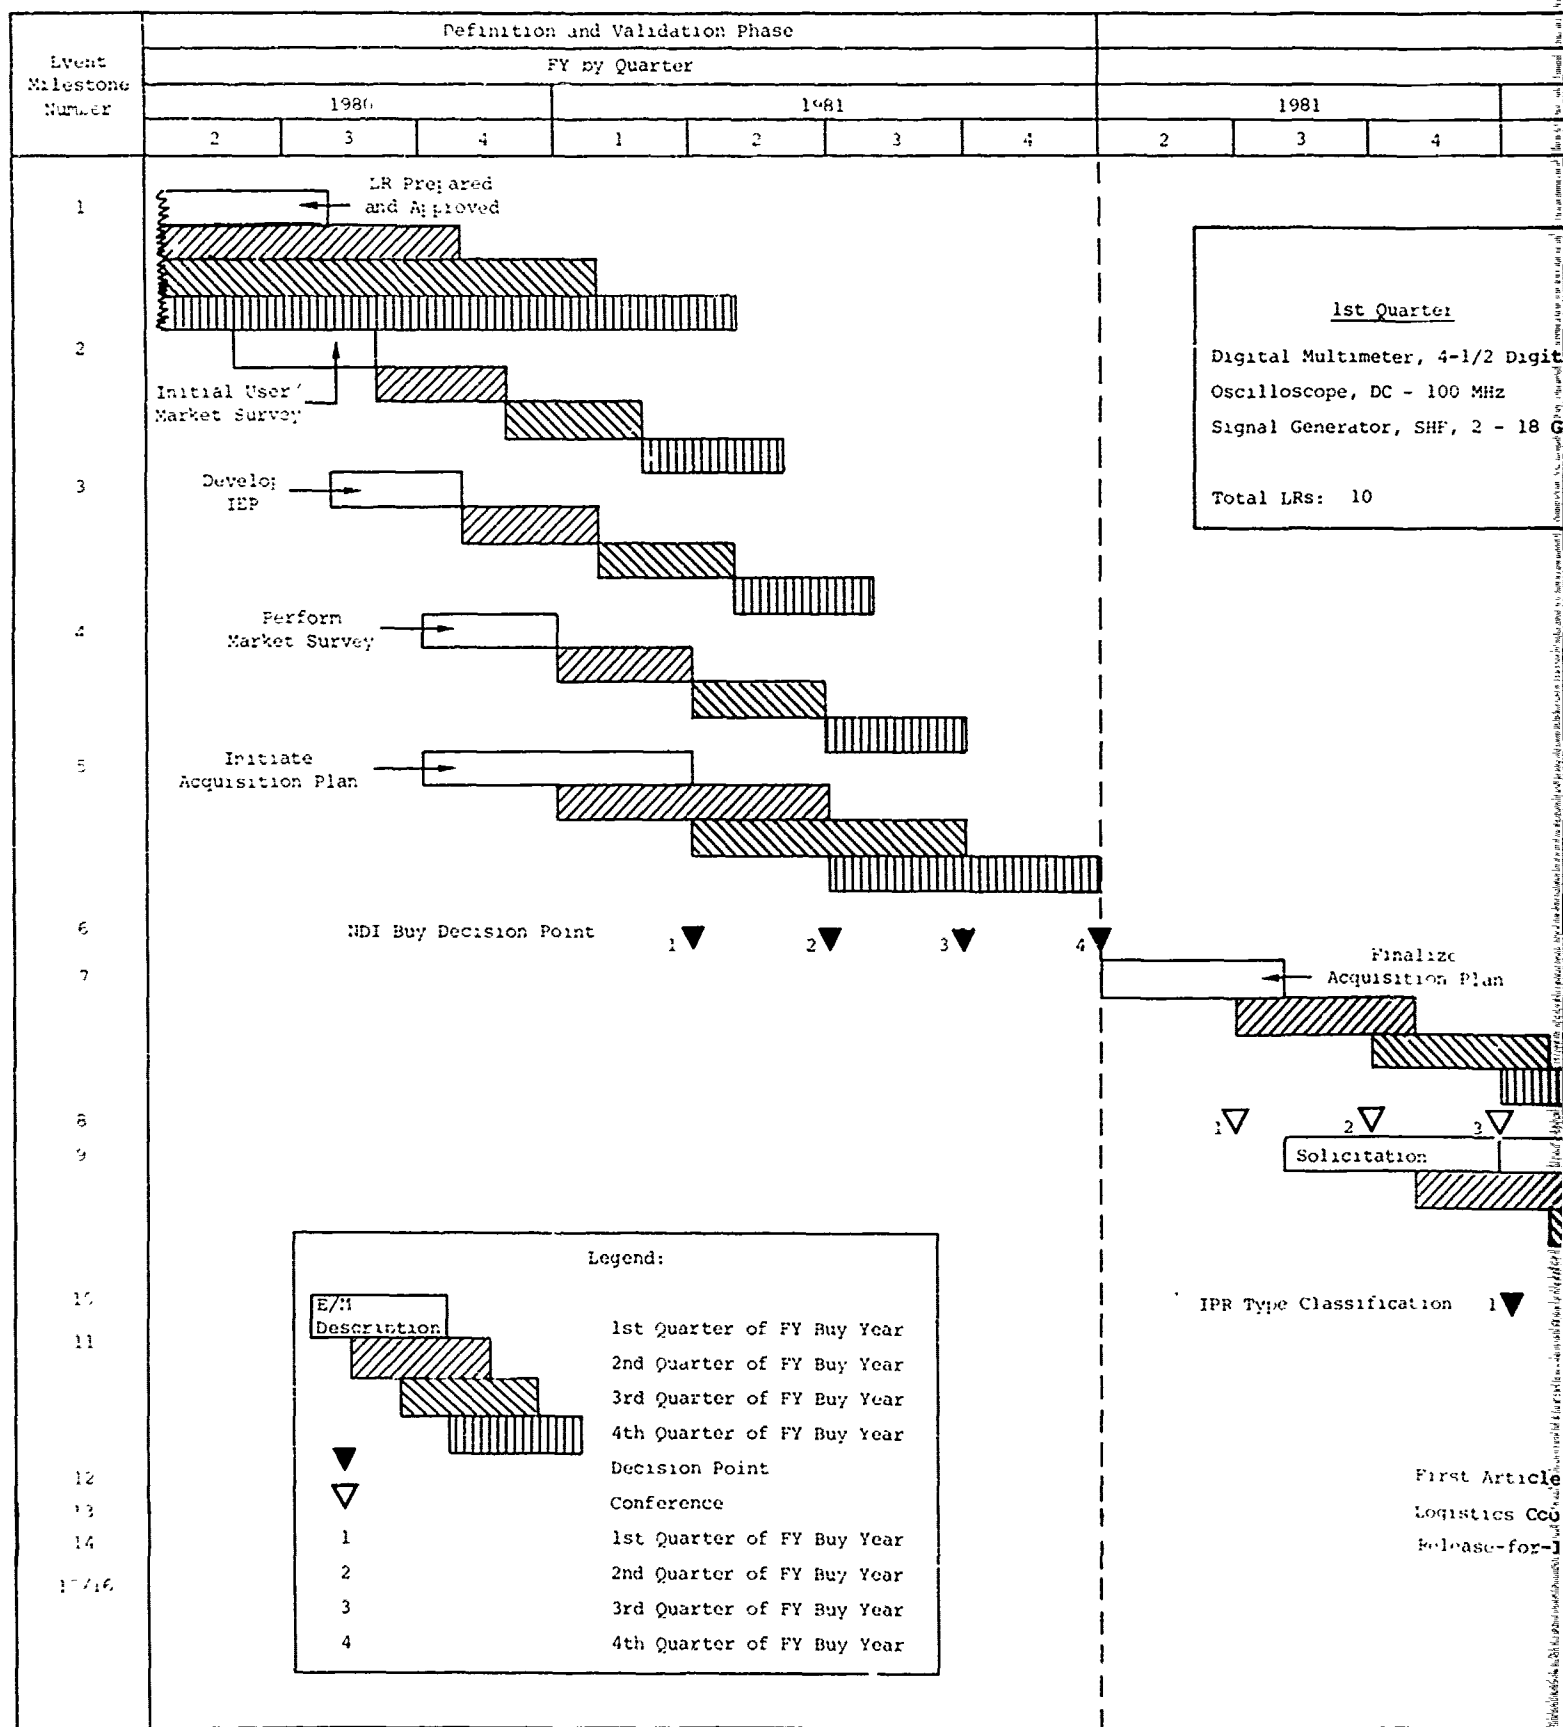 Definition and Validation Phase
Event
Milestone
Number
FY by Quarter
1980
1981
1981
2
3
4
1
2
3
4
2
3
4
1
LR Prepared
and Approved
1st Quarter
Digital Multimeter, 4-1/2 Digit
Oscilloscope, DC - 100 MHz
Signal Generator, SHF, 2 - 18 G
Total LRs: 10
2
Initial User/
Market Survey
3
Develop
IEP
4
Perform
Market Survey
5
Initiate
Acquisition Plan
6
NDI Buy Decision Point
1
2
3
4
7
Finalize
Acquisition Plan
8
1
2
3
9
Solicitation
Legend:
10
IPR Type Classification 1
11
E/M
Description
1st Quarter of FY Buy Year
2nd Quarter of FY Buy Year
3rd Quarter of FY Buy Year
4th Quarter of FY Buy Year
Decision Point
Conference
1 1st Quarter of FY Buy Year
2 2nd Quarter of FY Buy Year
3 3rd Quarter of FY Buy Year
4 4th Quarter of FY Buy Year
12
First Article
13
Logistics Coo
14
Release-for-I
15/16